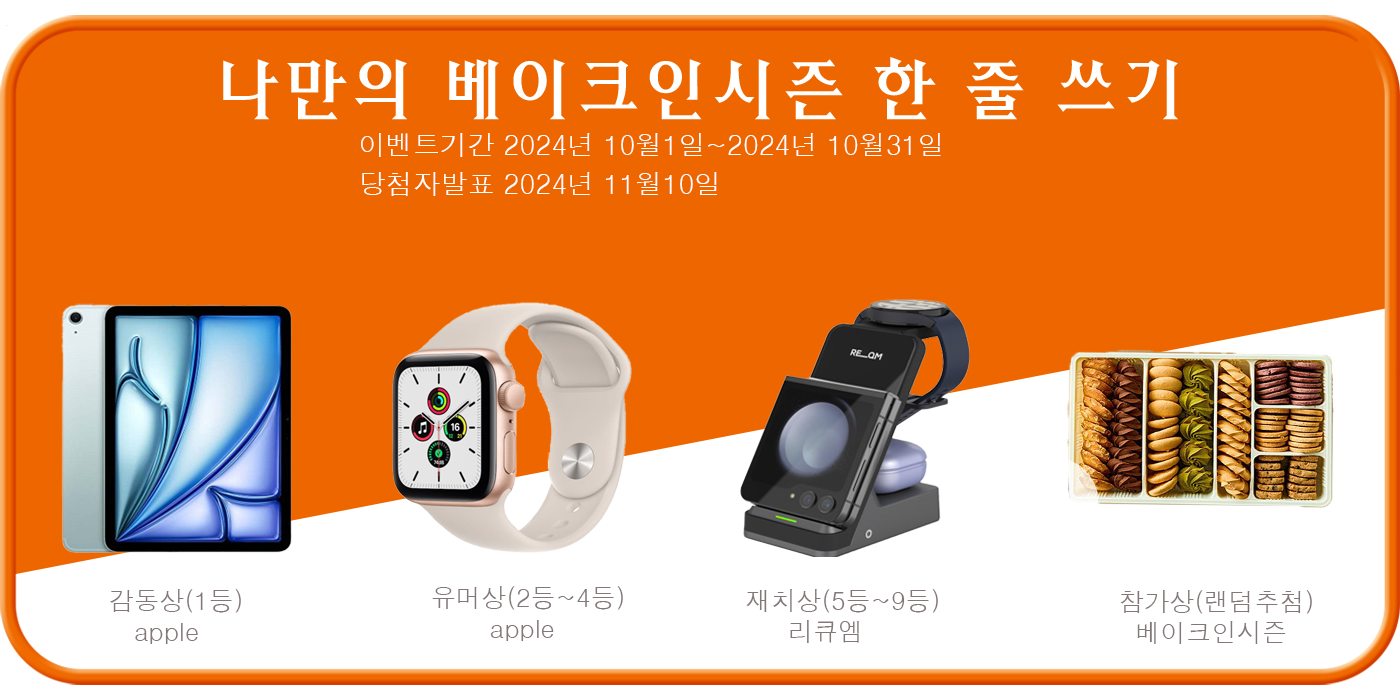 나만의 베이크인시즌 한 줄 쓰기
이벤트기간 2024년 10월1일~2024년 10월31일
당첨자발표 2024년 11월10일
RE_QM
16
감동상(1등)
apple
유머상(2등~4등)
apple
재치상(5등~9등)
리큐엠
참가상(랜덤추첨)
베이크인시즌